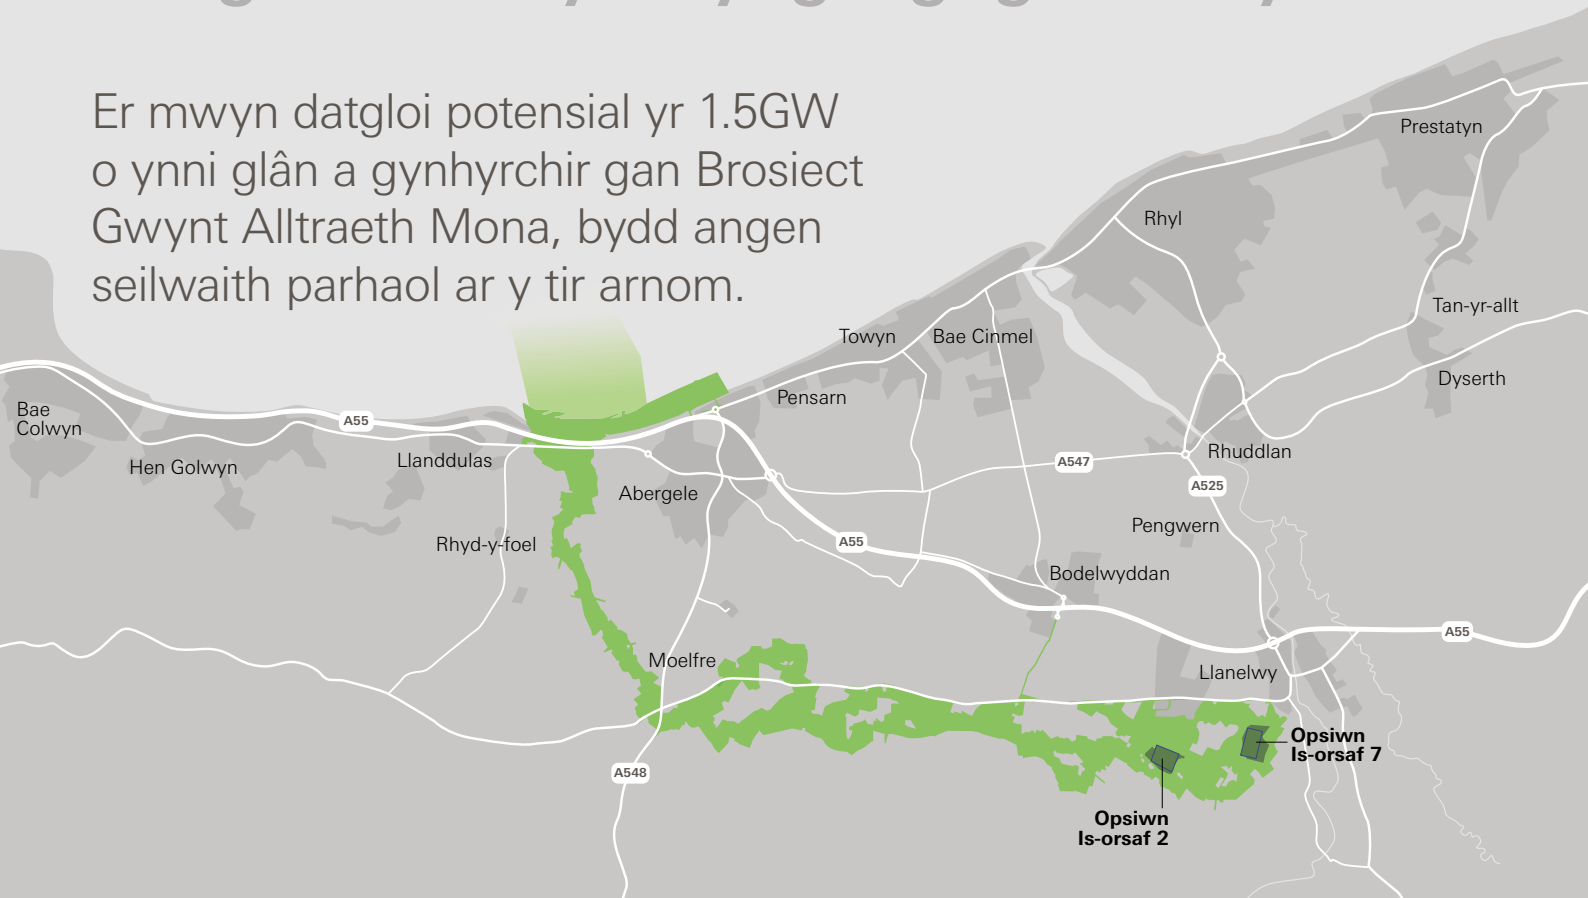 Er mwyn datgloi potensial yr 1.5GW
o ynni glân a gynhyrchir gan Brosiect
Gwynt Alltraeth Mona, bydd angen
seilwaith parhaol ar y tir arnom.
Prestatyn
Rhyl
Tan-yr-allt
Towyn
Bae Cinmel
Dyserth
Pensarn
Bae
Colwyn
A55
Hen Golwyn
Llanddulas
A547
Rhuddlan
A525
Abergele
Pengwern
Rhyd-y-foel
A55
Bodelwyddan
A55
Moelfre
Llanelwy
Opsiwn
Is-orsaf 7
A548
Opsiwn
Is-orsaf 2